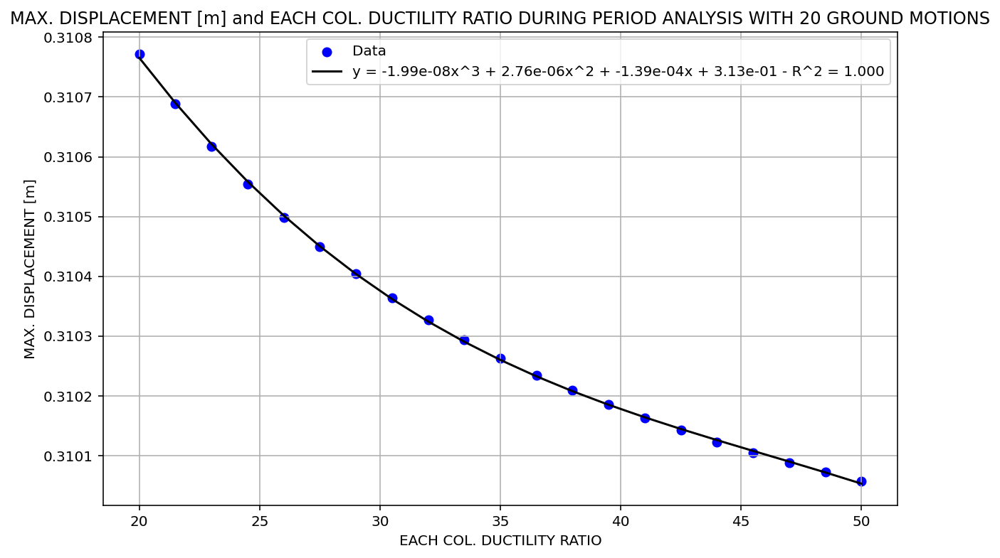 MAX. DISPLACEMENT [m] and EACH COL. DUCTILITY RATIO DURING PERIOD ANALYSIS WITH 20 GROUND MOTIONS
Data
y = -1.99e-08x^3 + 2.76e-06x^2 + -1.39e-04x + 3.13e-01 - R^2 = 1.000
MAX. DISPLACEMENT [m]
0.3108
0.3107
0.3106
0.3105
0.3104
0.3103
0.3102
0.3101
20 25 30 35 40 45 50
EACH COL. DUCTILITY RATIO